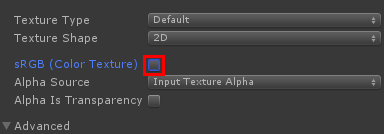 Texture Type Default
Texture Shape 2D
sRGB (Color Texture)
Alpha Source Input Texture Alpha
Alpha Is Transparency
Advanced